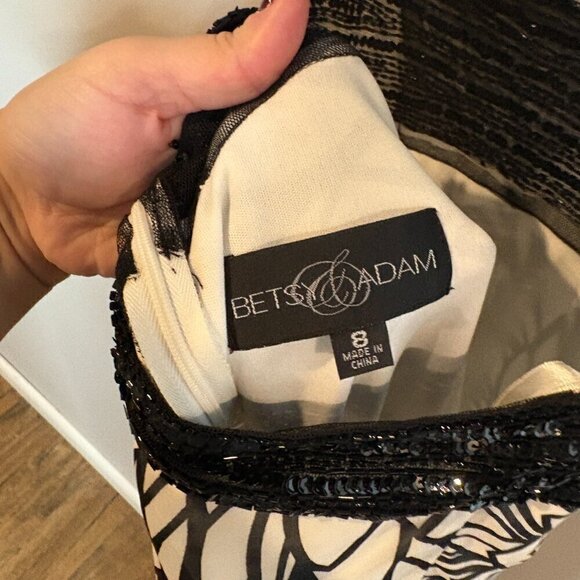 BETSY & ADAM
8
MADE IN
CHINA